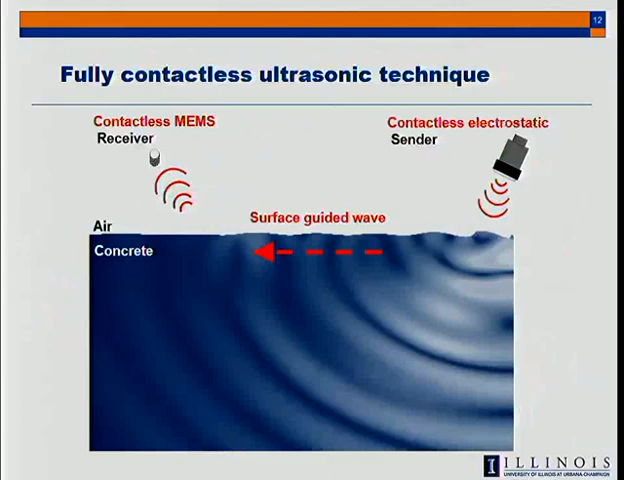 12
Fully contactless ultrasonic technique
Contactless MEMS
Receiver
Contactless electrostatic
Sender
Surface guided wave
Air
Concrete
I ILLINOIS
UNIVERSITY OF ILLINOIS AT URBANA-CHAMPAIGN